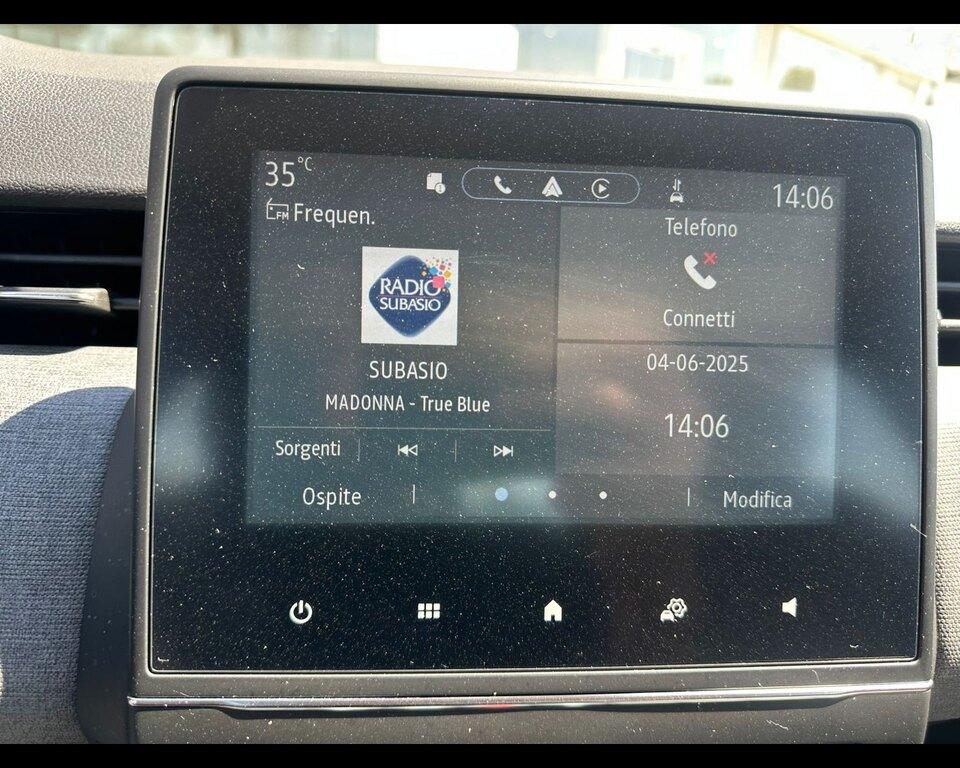 35°C
14:06
FM Frequen.
RADIO
SUBASIO
SUBASIO
MADONNA - True Blue
Sorgenti
Telefono
Connetti
04-06-2025
14:06
Ospite
Modifica